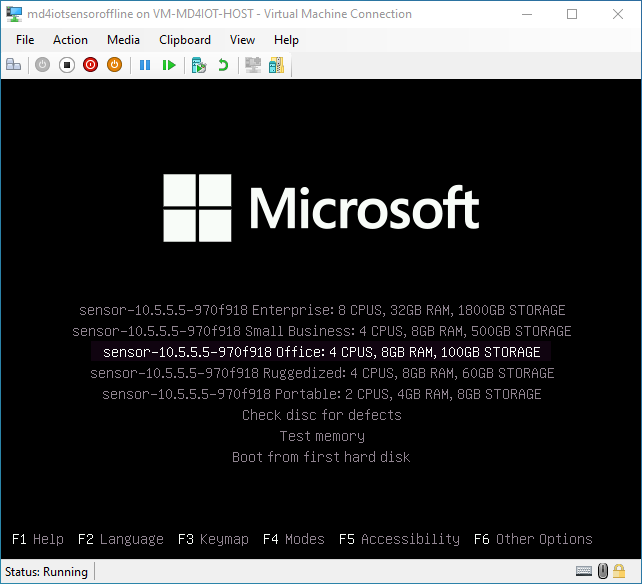 md4iotsensoroffline on VM-MD4IOT-HOST - Virtual Machine Connection
File Action Media Clipboard View Help
Microsoft
sensor-10.5.5.5-970f918 Enterprise: 8 CPUS, 32GB RAM, 1800GB STORAGE
sensor-10.5.5.5-970f918 Small Business: 4 CPUS, 8GB RAM, 500GB STORAGE
sensor-10.5.5.5-970f918 Office: 4 CPUS, 8GB RAM, 100GB STORAGE
sensor-10.5.5.5-970f918 Ruggedized: 4 CPUS, 8GB RAM, 60GB STORAGE
sensor-10.5.5.5-970f918 Portable: 2 CPUS, 4GB RAM, 8GB STORAGE
Check disc for defects
Test memory
Boot from first hard disk
F1 Help F2 Language F3 Keymap F4 Modes F5 Accessibility F6 Other Options
Status: Running